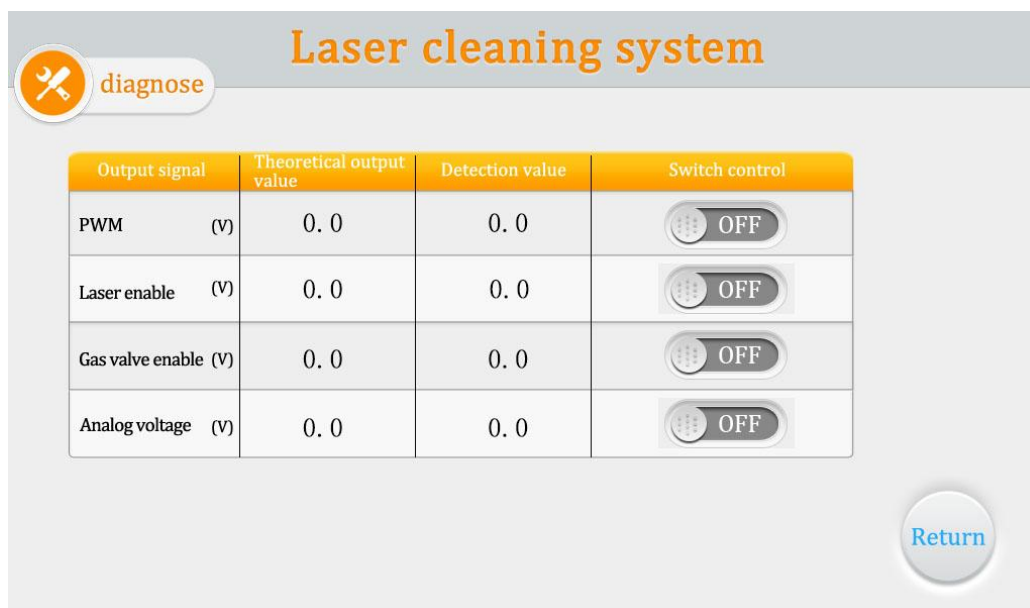 Laser cleaning system
diagnose
Output signal Theoretical output value Detection value Switch control
PWM (V) 0.0 0.0 OFF
Laser enable (V) 0.0 0.0 OFF
Gas valve enable (V) 0.0 0.0 OFF
Analog voltage (V) 0.0 0.0 OFF
Return